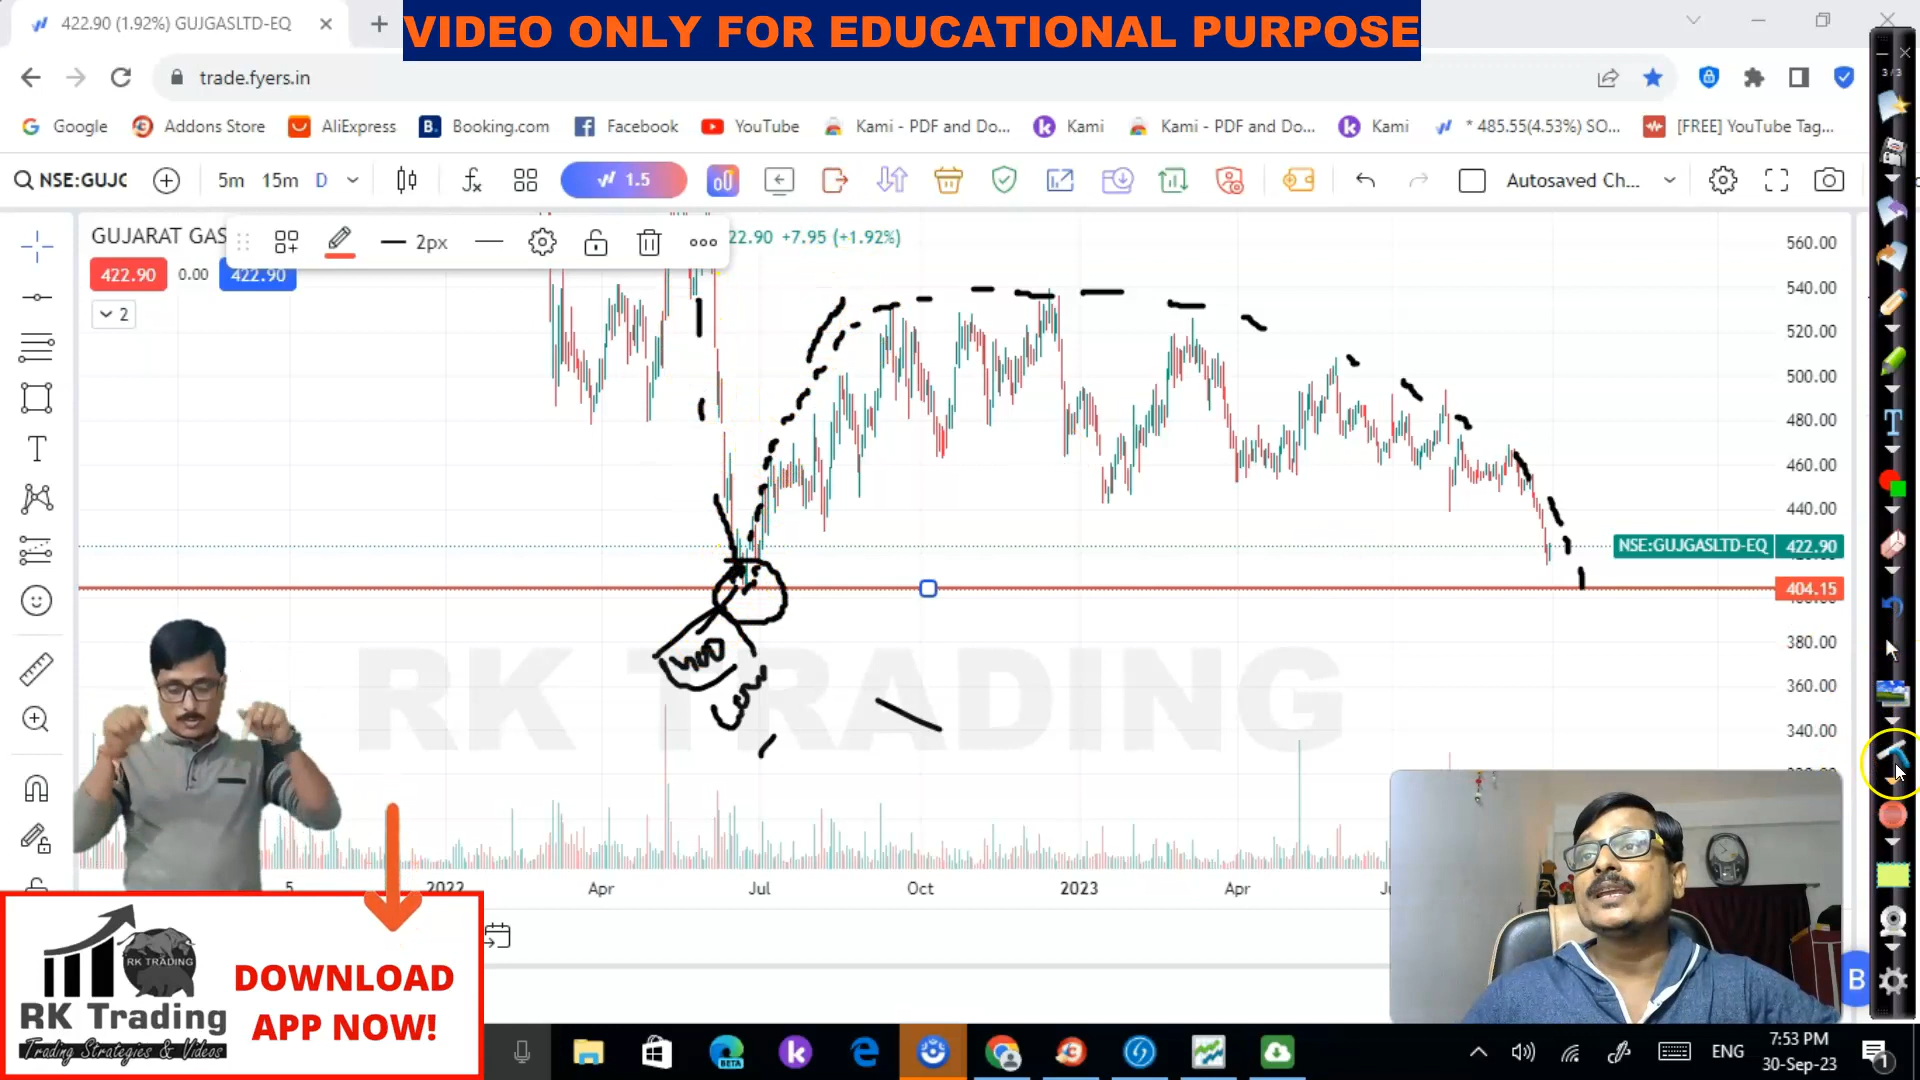 422.90 (1.92%) GUJGASLTD-EQ
VIDEO ONLY FOR EDUCATIONAL PURPOSE
trade.fyers.in
3/3
Google
Addons Store
AliExpress
Booking.com
Facebook
YouTube
Kami - PDF and Do...
Kami
Kami - PDF and Do...
Kami
* 485.55(4.53%) SO...
[FREE] YouTube Tag...
NSE:GUJG
5m 15m D
1.5
Autosaved Ch...
GUJARAT GAS
2px
22.90 +7.95 (+1.92%)
422.90 0.00 422.90
2
560.00
540.00
520.00
500.00
480.00
460.00
440.00
NSE:GUJGASLTD-EQ 422.90
404.15
380.00
360.00
340.00
400
RK TRADING
5 2022 Apr Jul Oct 2023 Apr
RK TRADING
RK Trading
Trading Strategies & Videos
DOWNLOAD
APP NOW!
B
BETA
ENG
7:53 PM
30-Sep-23
1